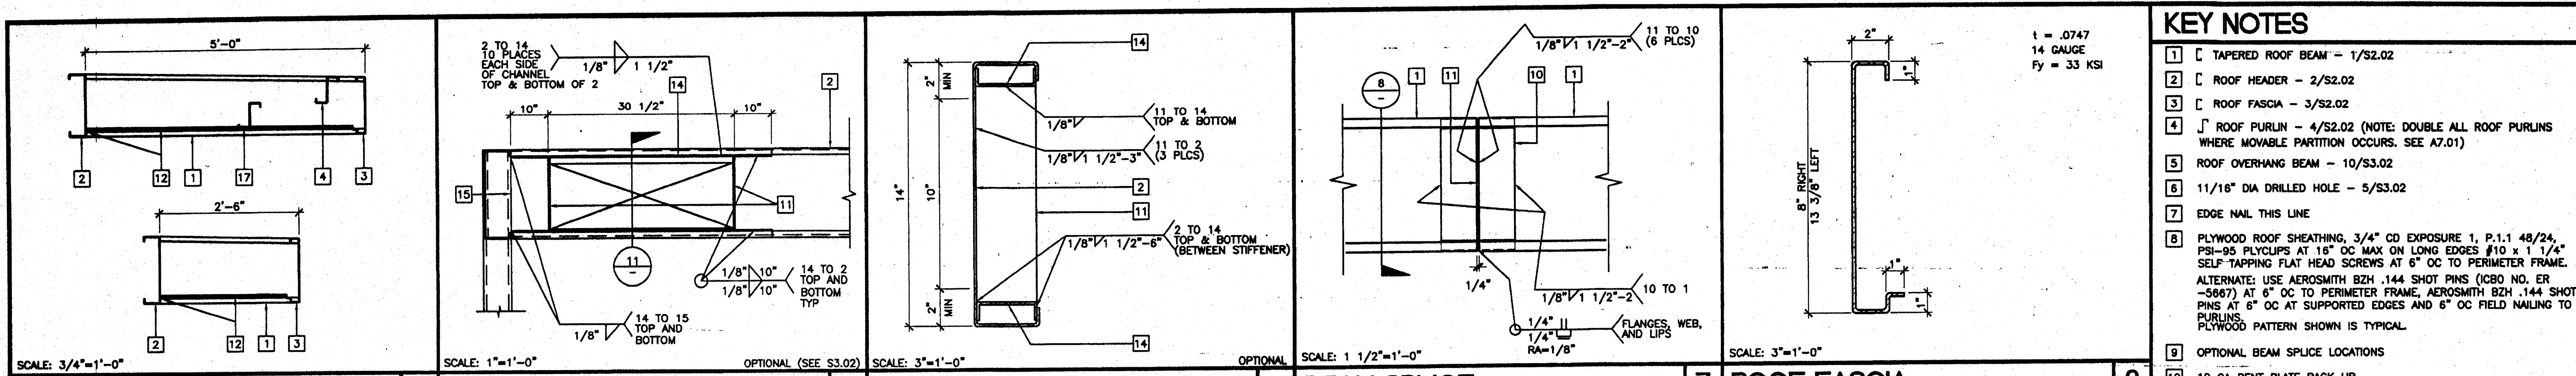 5'-0"
2
12
1
17
4
3
2'-6"
2
12
1
3
SCALE: 3/4"=1'-0"
2 TO 14
10 PLACES
EACH SIDE
OF CHANNEL
TOP & BOTTOM OF 2
1/8"
1 1/2"
14
2
10"
30 1/2"
10"
15
11
11
-
1/8"
10"
1/8"
10"
14 TO 2
TOP AND
BOTTOM
TYP
1/8"
14 TO 15
TOP AND
BOTTOM
SCALE: 1"=1'-0"
OPTIONAL (SEE S3.02)
14
2"
MIN
11 TO 14
TOP & BOTTOM
1/8"
11 TO 2
(3 PLCS)
1/8" 1 1/2"-3"
14"
10"
2
11
2 TO 14
TOP & BOTTOM
(BETWEEN STIFFENER)
1/8" 1 1/2"-6"
2"
MIN
14
SCALE: 3"=1'-0"
OPTIONAL
11 TO 10
(6 PLCS)
1/8" 1 1/2"-2"
8
-
1
11
10
1
1/4"
10 TO 1
1/8" 1 1/2"-2
1/4"
1/4"
RA=1/8"
FLANGES, WEB,
AND LIPS
SCALE: 1 1/2"=1'-0"
7
2"
1"
t = .0747
14 GAUGE
Fy = 33 KSI
8" RIGHT
13 3/8" LEFT
1"
1"
SCALE: 3"=1'-0"
KEY NOTES
1 [ TAPERED ROOF BEAM - 1/S2.02
2 [ ROOF HEADER - 2/S2.02
3 [ ROOF FASCIA - 3/S2.02
4 ROOF PURLIN - 4/S2.02 (NOTE: DOUBLE ALL ROOF PURLINS
WHERE MOVABLE PARTITION OCCURS. SEE A7.01)
5 ROOF OVERHANG BEAM - 10/S3.02
6 11/16" DIA DRILLED HOLE - 5/S3.02
7 EDGE NAIL THIS LINE
8 PLYWOOD ROOF SHEATHING, 3/4" CD EXPOSURE 1, P.1.1 48/24,
PSI-95 PLYCLIPS AT 16" OC MAX ON LONG EDGES #10 x 1 1/4"
SELF TAPPING FLAT HEAD SCREWS AT 6" OC TO PERIMETER FRAME.
ALTERNATE: USE AEROSMITH BZH .144 SHOT PINS (ICBO NO. ER
-5667) AT 6" OC TO PERIMETER FRAME, AEROSMITH BZH .144 SHOT
PINS AT 6" OC AT SUPPORTED EDGES AND 6" OC FIELD NAILING TO
PURLINS.
PLYWOOD PATTERN SHOWN IS TYPICAL.
9 OPTIONAL BEAM SPLICE LOCATIONS